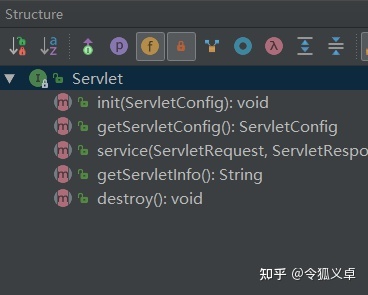 Structure
a
z
p
f
λ
I Servlet
m init(ServletConfig): void
m getServletConfig(): ServletConfig
m service(ServletRequest, ServletRespo
m getServletInfo(): String
m destroy(): void
知乎 @令狐义卓